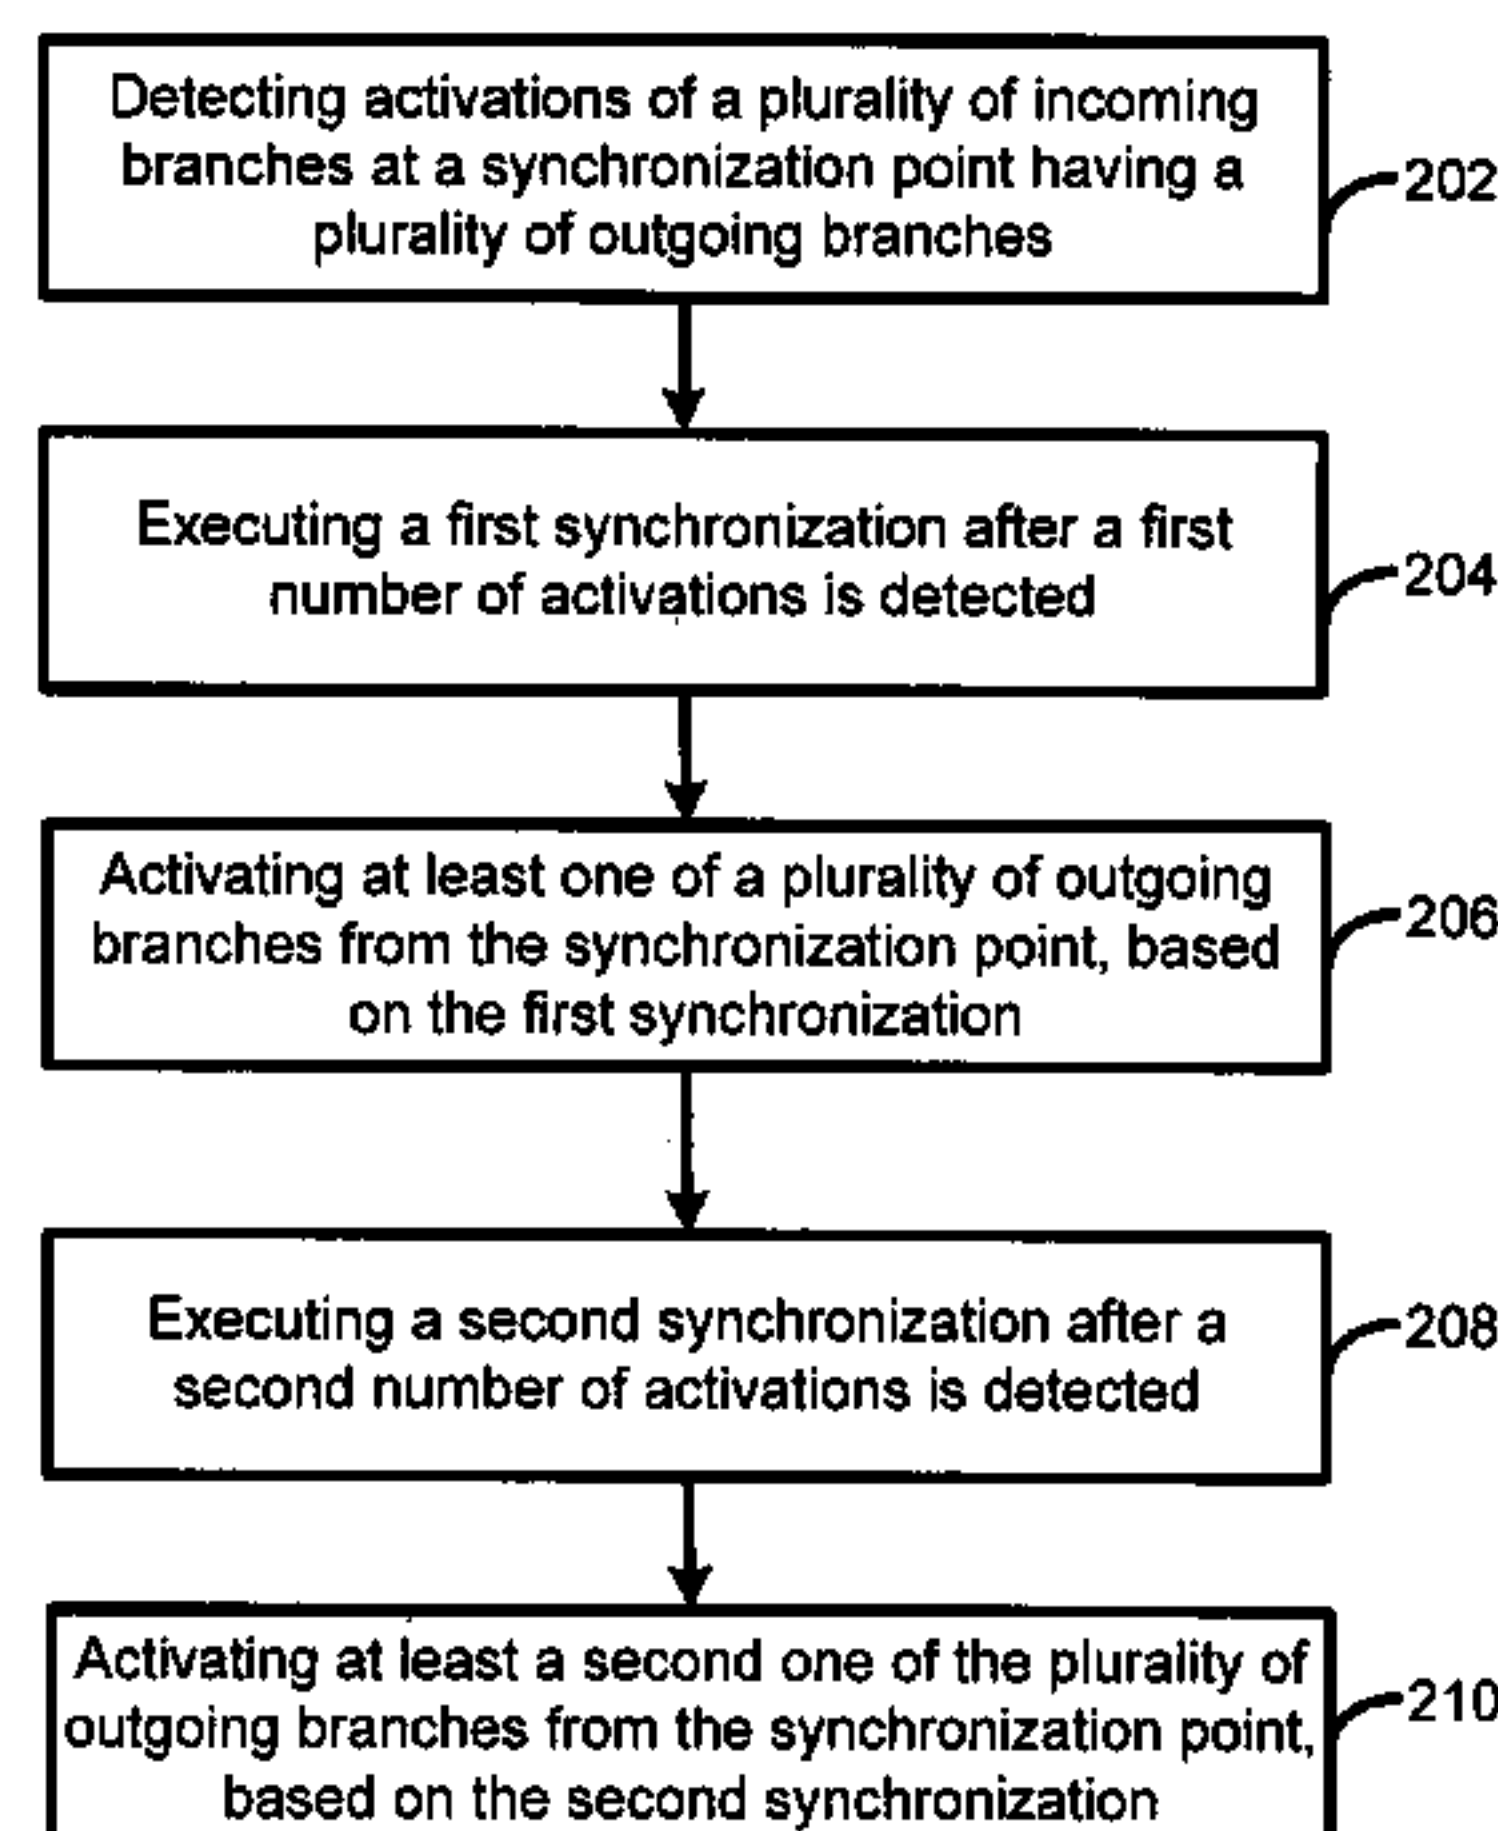 Detecting activations of a plurality of incoming
branches at a synchronization point having a
plurality of outgoing branches
202
Executing a first synchronization after a first
number of activations is detected
204
Activating at least one of a plurality of outgoing
branches from the synchronization point, based
on the first synchronization
206
Executing a second synchronization after a
second number of activations is detected
208
Activating at least a second one of the plurality of
outgoing branches from the synchronization point,
based on the second synchronization
210